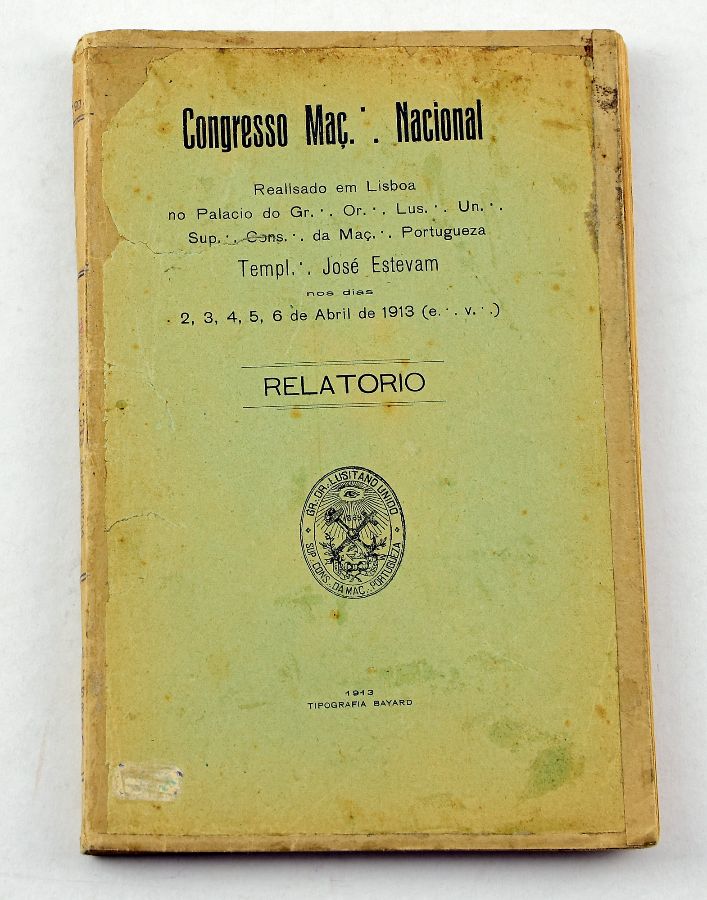 Congresso Maç.·. Nacional
Realisado em Lisboa
no Palacio do Gr.·. Or.·. Lus.·. Un.·.
Sup.·. Cons.·. da Maç.·. Portugueza
Templ.·. José Estevam
nos dias
2, 3, 4, 5, 6 de Abril de 1913 (e.·. v.·.)
RELATORIO
GR. OR. LUSITANO UNIDO
SUP. CONS. DA MAÇ. PORTUGUEZA
1913
TIPOGRAFIA BAYARD